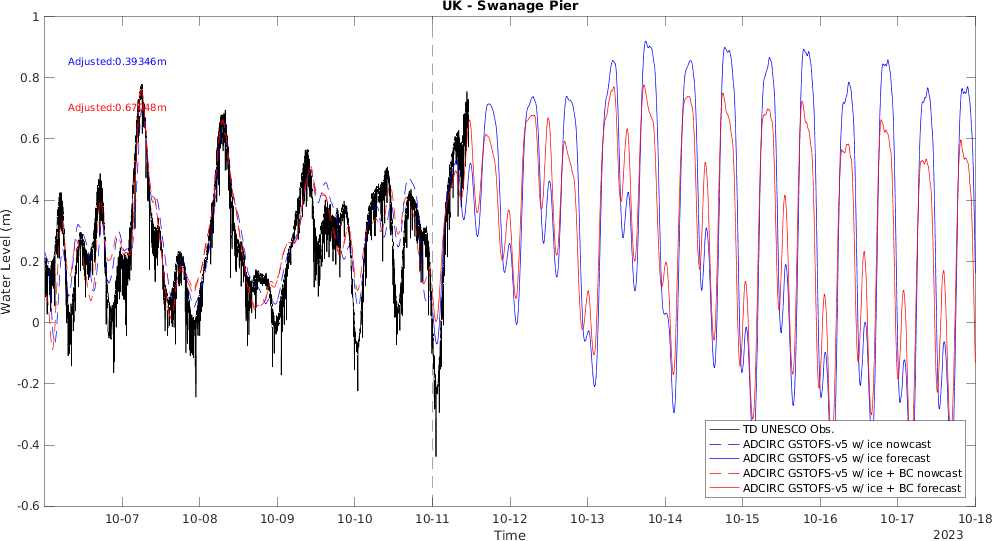 UK - Swanage Pier
1
0.8
0.6
0.4
0.2
0
-0.2
-0.4
-0.6
Water Level (m)
Adjusted:0.39346m
TD UNESCO Obs.
ADCIRC GSTOFS-v5 w/ ice nowcast
ADCIRC GSTOFS-v5 w/ ice forecast
ADCIRC GSTOFS-v5 w/ ice + BC nowcast
ADCIRC GSTOFS-v5 w/ ice + BC forecast
10-07 10-08 10-09 10-10 10-11 10-12 10-13 10-14 10-15 10-16 10-17 10-18
Time
2023